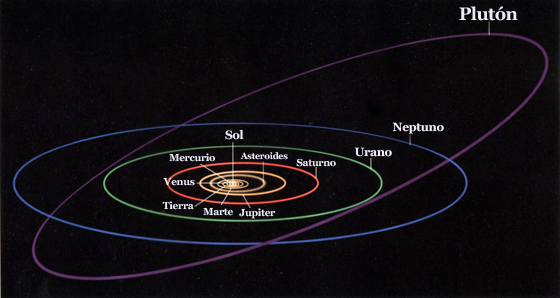 Plutón
Neptuno
Sol
Urano
Mercurio
Asteroides
Saturno
Venus
Tierra
Marte
Jupiter